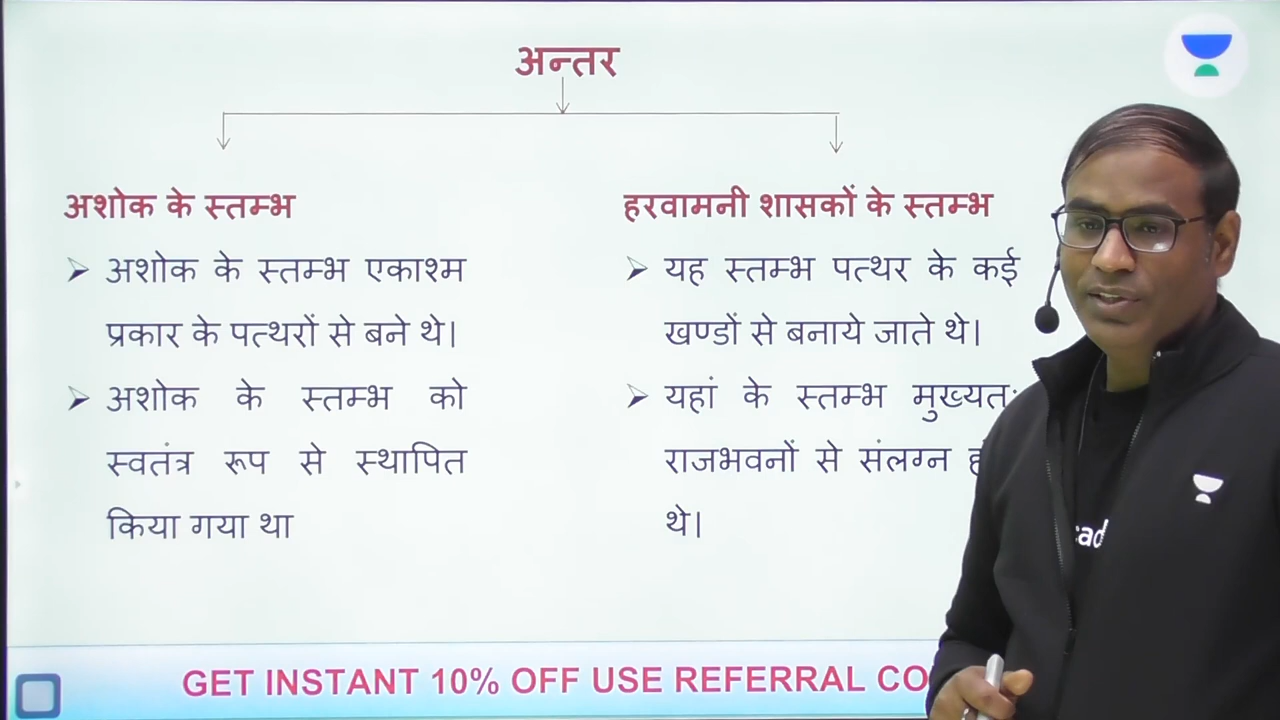 अन्तर
अशोक के स्तम्भ
अशोक के स्तम्भ एकाश्म
प्रकार के पत्थरों से बने थे।
अशोक के स्तम्भ को
स्वतंत्र रूप से स्थापित
किया गया था
हरवामनी शासकों के स्तम्भ
यह स्तम्भ पत्थर के कई
खण्डों से बनाये जाते थे।
यहां के स्तम्भ मुख्यतः
राजभवनों से संलग्न
थे।
GET INSTANT 10% OFF USE REFERRAL